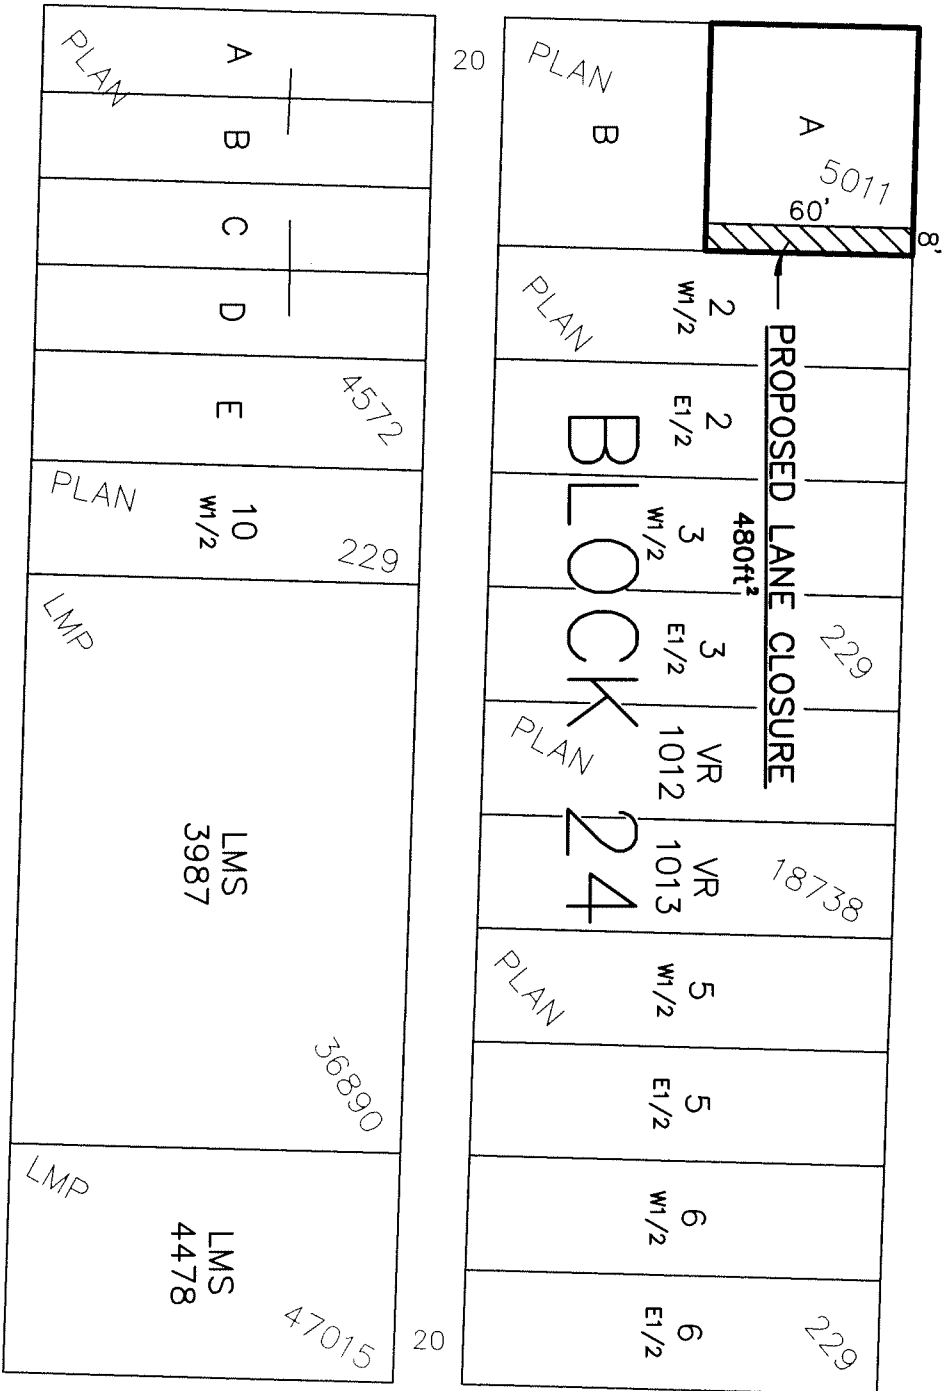 A
5011
60'
8'
PLAN
B
PROPOSED LANE CLOSURE
480ft²
2
W1/2
PLAN
2
E1/2
3
W1/2
3
E1/2
229
BLOCK 24
VR
1012
PLAN
VR
1013
18738
5
W1/2
PLAN
5
E1/2
6
W1/2
6
E1/2
229
20
20
A
PLAN
B
C
D
E
4572
10
W1/2
PLAN
229
LMP
LMS
3987
36890
LMP
LMS
4478
47015